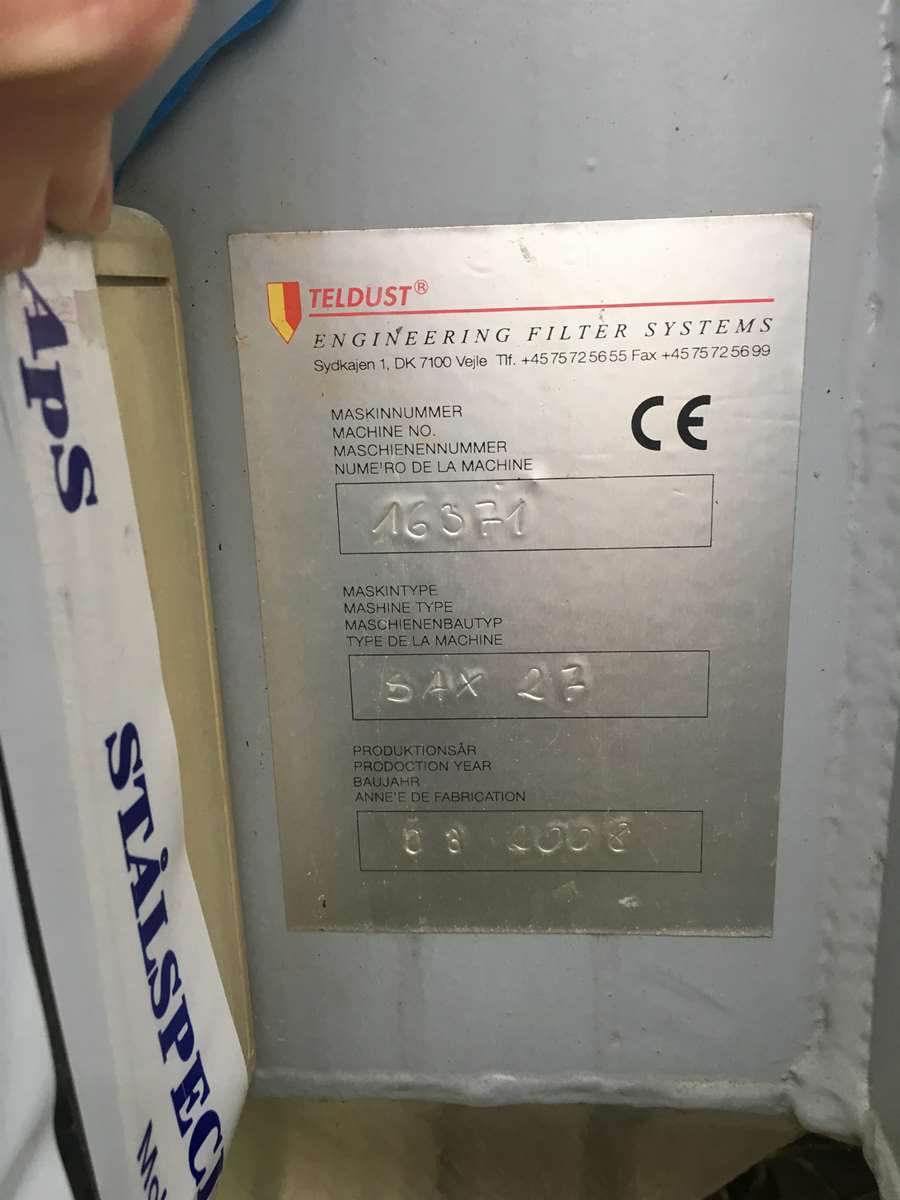 TELDUST®
ENGINEERING FILTER SYSTEMS
Sydkajen 1, DK 7100 Vejle Tlf. +45 75 72 56 55 Fax +45 75 72 56 99
MASKINNUMMER
MACHINE NO.
MASCHIENENNUMMER
NUME'RO DE LA MACHINE
CE
16371
MASKINTYPE
MASHINE TYPE
MASCHIENENBAUTYP
TYPE DE LA MACHINE
SAX 27
PRODUKTIONSÅR
PRODOCTION YEAR
BAUJAHR
ANNE'E DE FABRICATION
08 2008
APS
STÅLSPECI